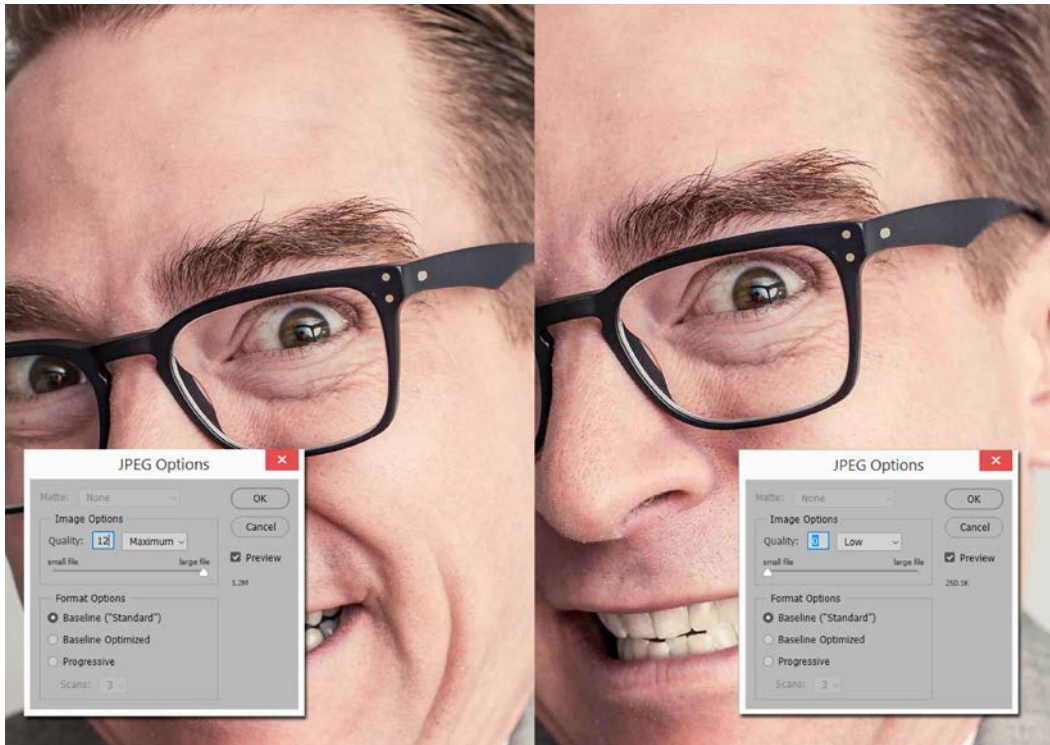 JPEG Options
Matte: None
OK
Image Options
Cancel
Quality: 12 Maximum
Preview
small file large file
1.2M
Format Options
Baseline ("Standard")
Baseline Optimized
Progressive
Scans: 3
JPEG Options
Matte: None
OK
Image Options
Cancel
Quality: 0 Low
Preview
small file large file
250.1K
Format Options
Baseline ("Standard")
Baseline Optimized
Progressive
Scans: 3